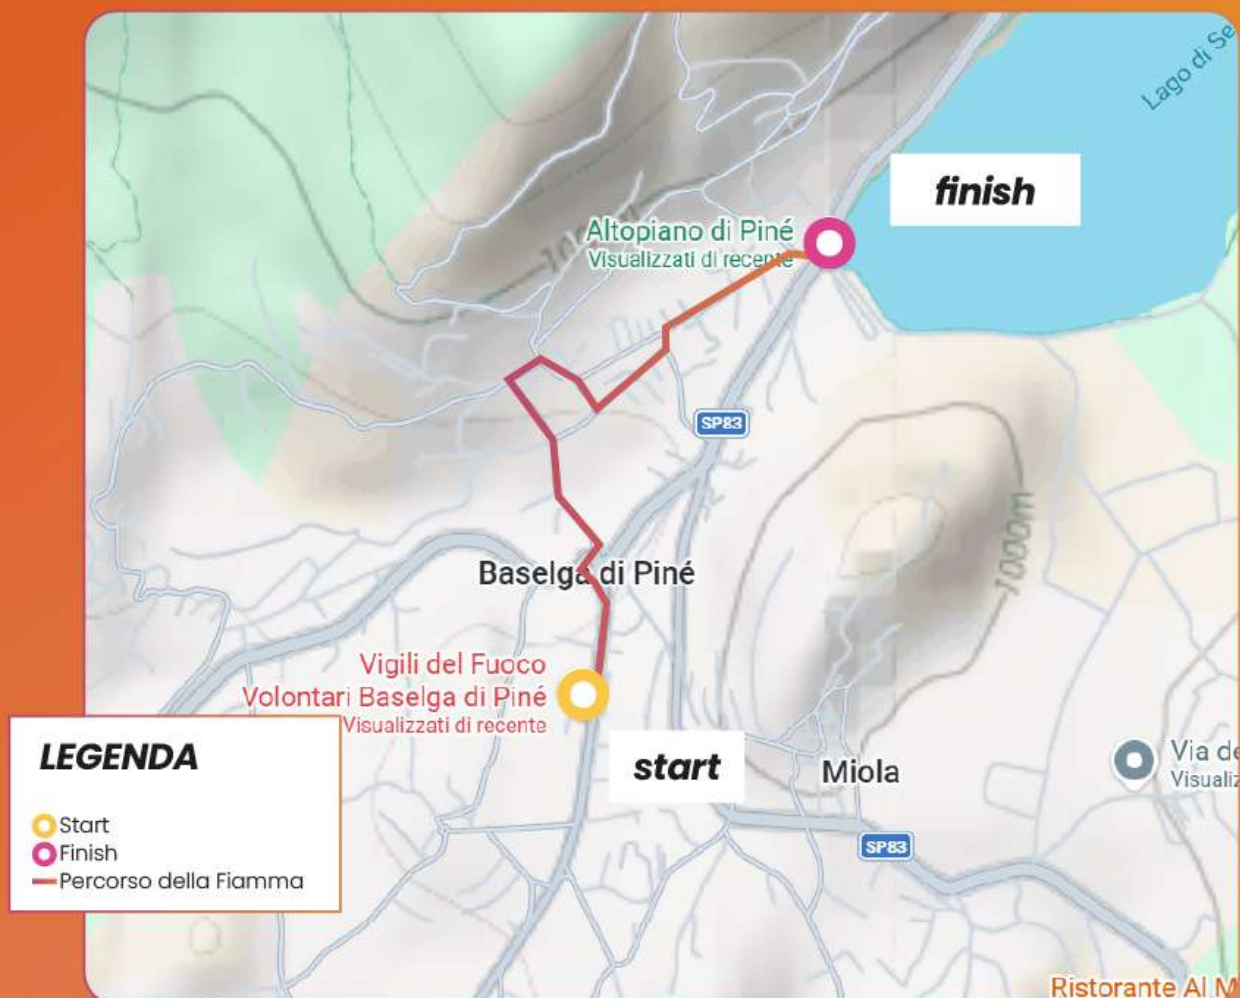 Lago di Se
finish
Altopiano di Piné
Visualizzati di recente
SP83
1000m
Baselga di Piné
Vigili del Fuoco
Volontari Baselga di Piné
Visualizzati di recente
start
Miola
Via de
Visualiz
SP83
LEGENDA
Start
Finish
Percorso della Fiamma
Ristorante Al M